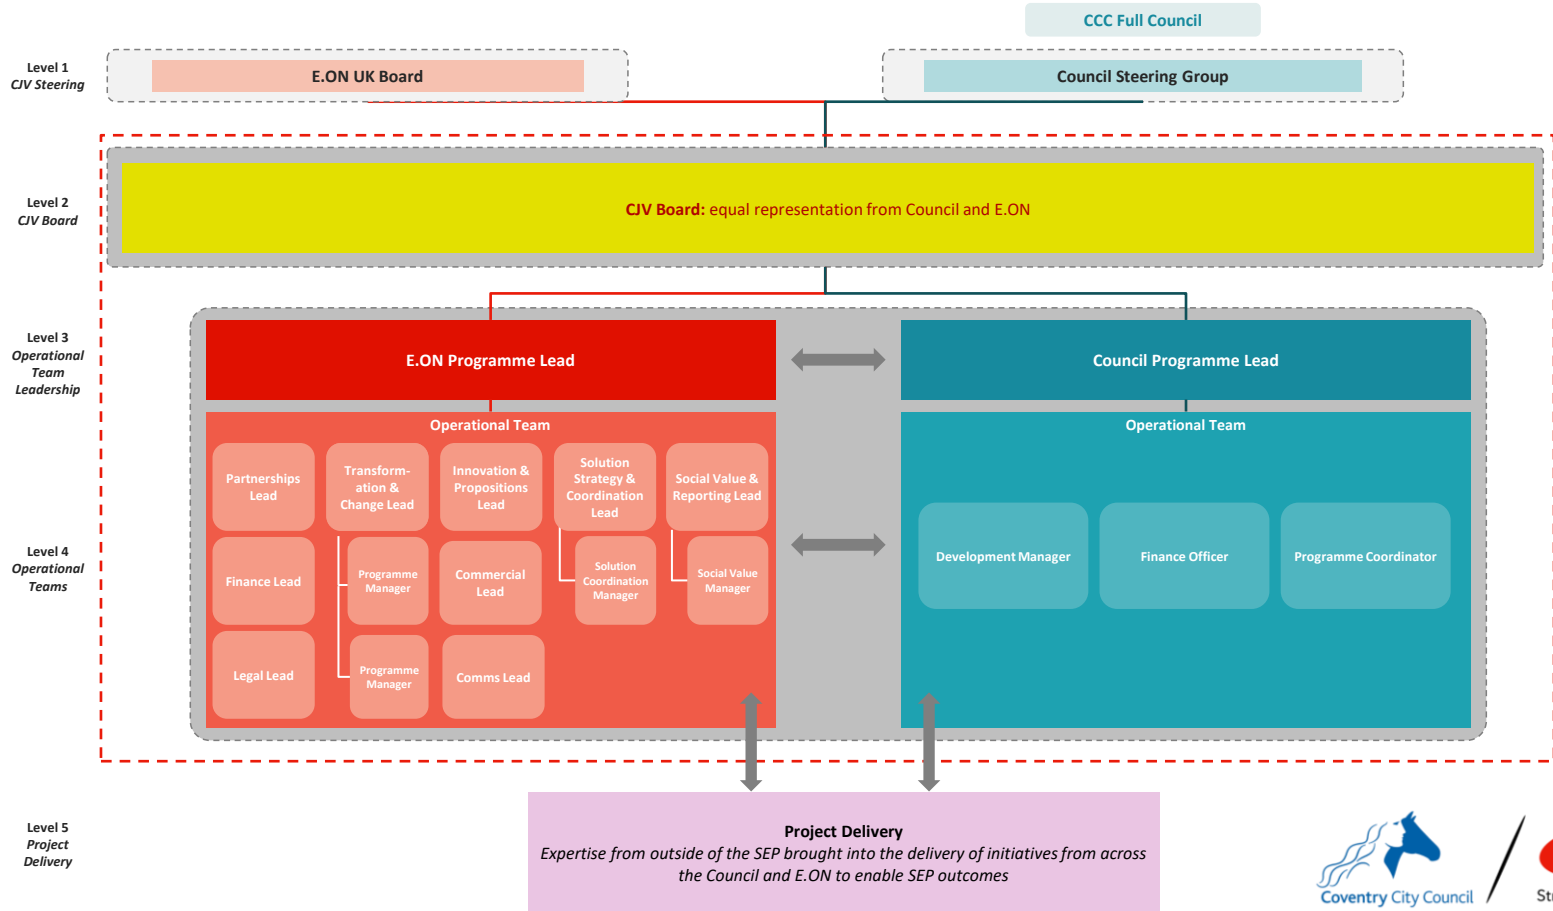 CCC Full Council
Level 1
CJV Steering
E.ON UK Board
Council Steering Group
Level 2
CJV Board
CJV Board: equal representation from Council and E.ON
Level 3
Operational
Team
Leadership
E.ON Programme Lead
Council Programme Lead
Level 4
Operational
Teams
Operational Team
Partnerships
Lead
Transform-
ation &
Change Lead
Innovation &
Propositions
Lead
Solution
Strategy &
Coordination
Lead
Social Value &
Reporting Lead
Finance Lead
Programme
Manager
Commercial
Lead
Solution
Coordination
Manager
Social Value
Manager
Legal Lead
Programme
Manager
Comms Lead
Operational Team
Development Manager
Finance Officer
Programme Coordinator
Level 5
Project
Delivery
Project Delivery
Expertise from outside of the SEP brought into the delivery of initiatives from across
the Council and E.ON to enable SEP outcomes
Coventry City Council